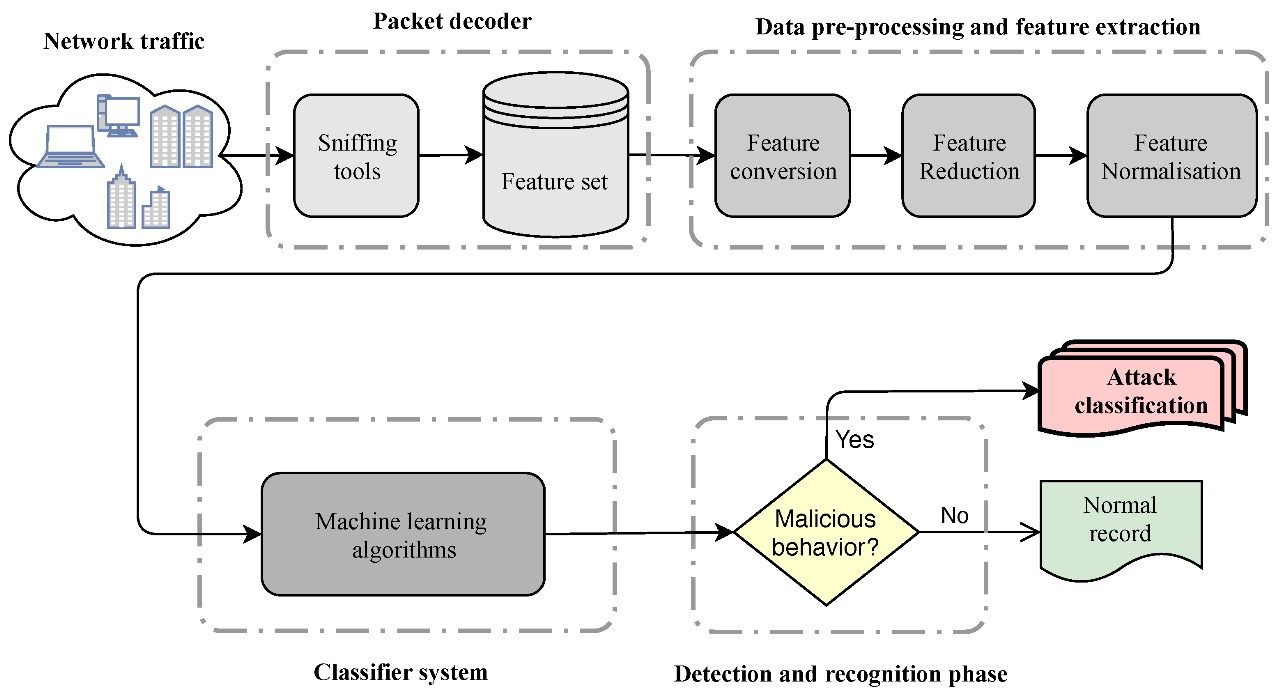 Network traffic
Packet decoder
Data pre-processing and feature extraction
Sniffing
tools
Feature set
Feature
conversion
Feature
Reduction
Feature
Normalisation
Attack
classification
Yes
Machine learning
algorithms
Malicious
behavior?
No
Normal
record
Classifier system
Detection and recognition phase